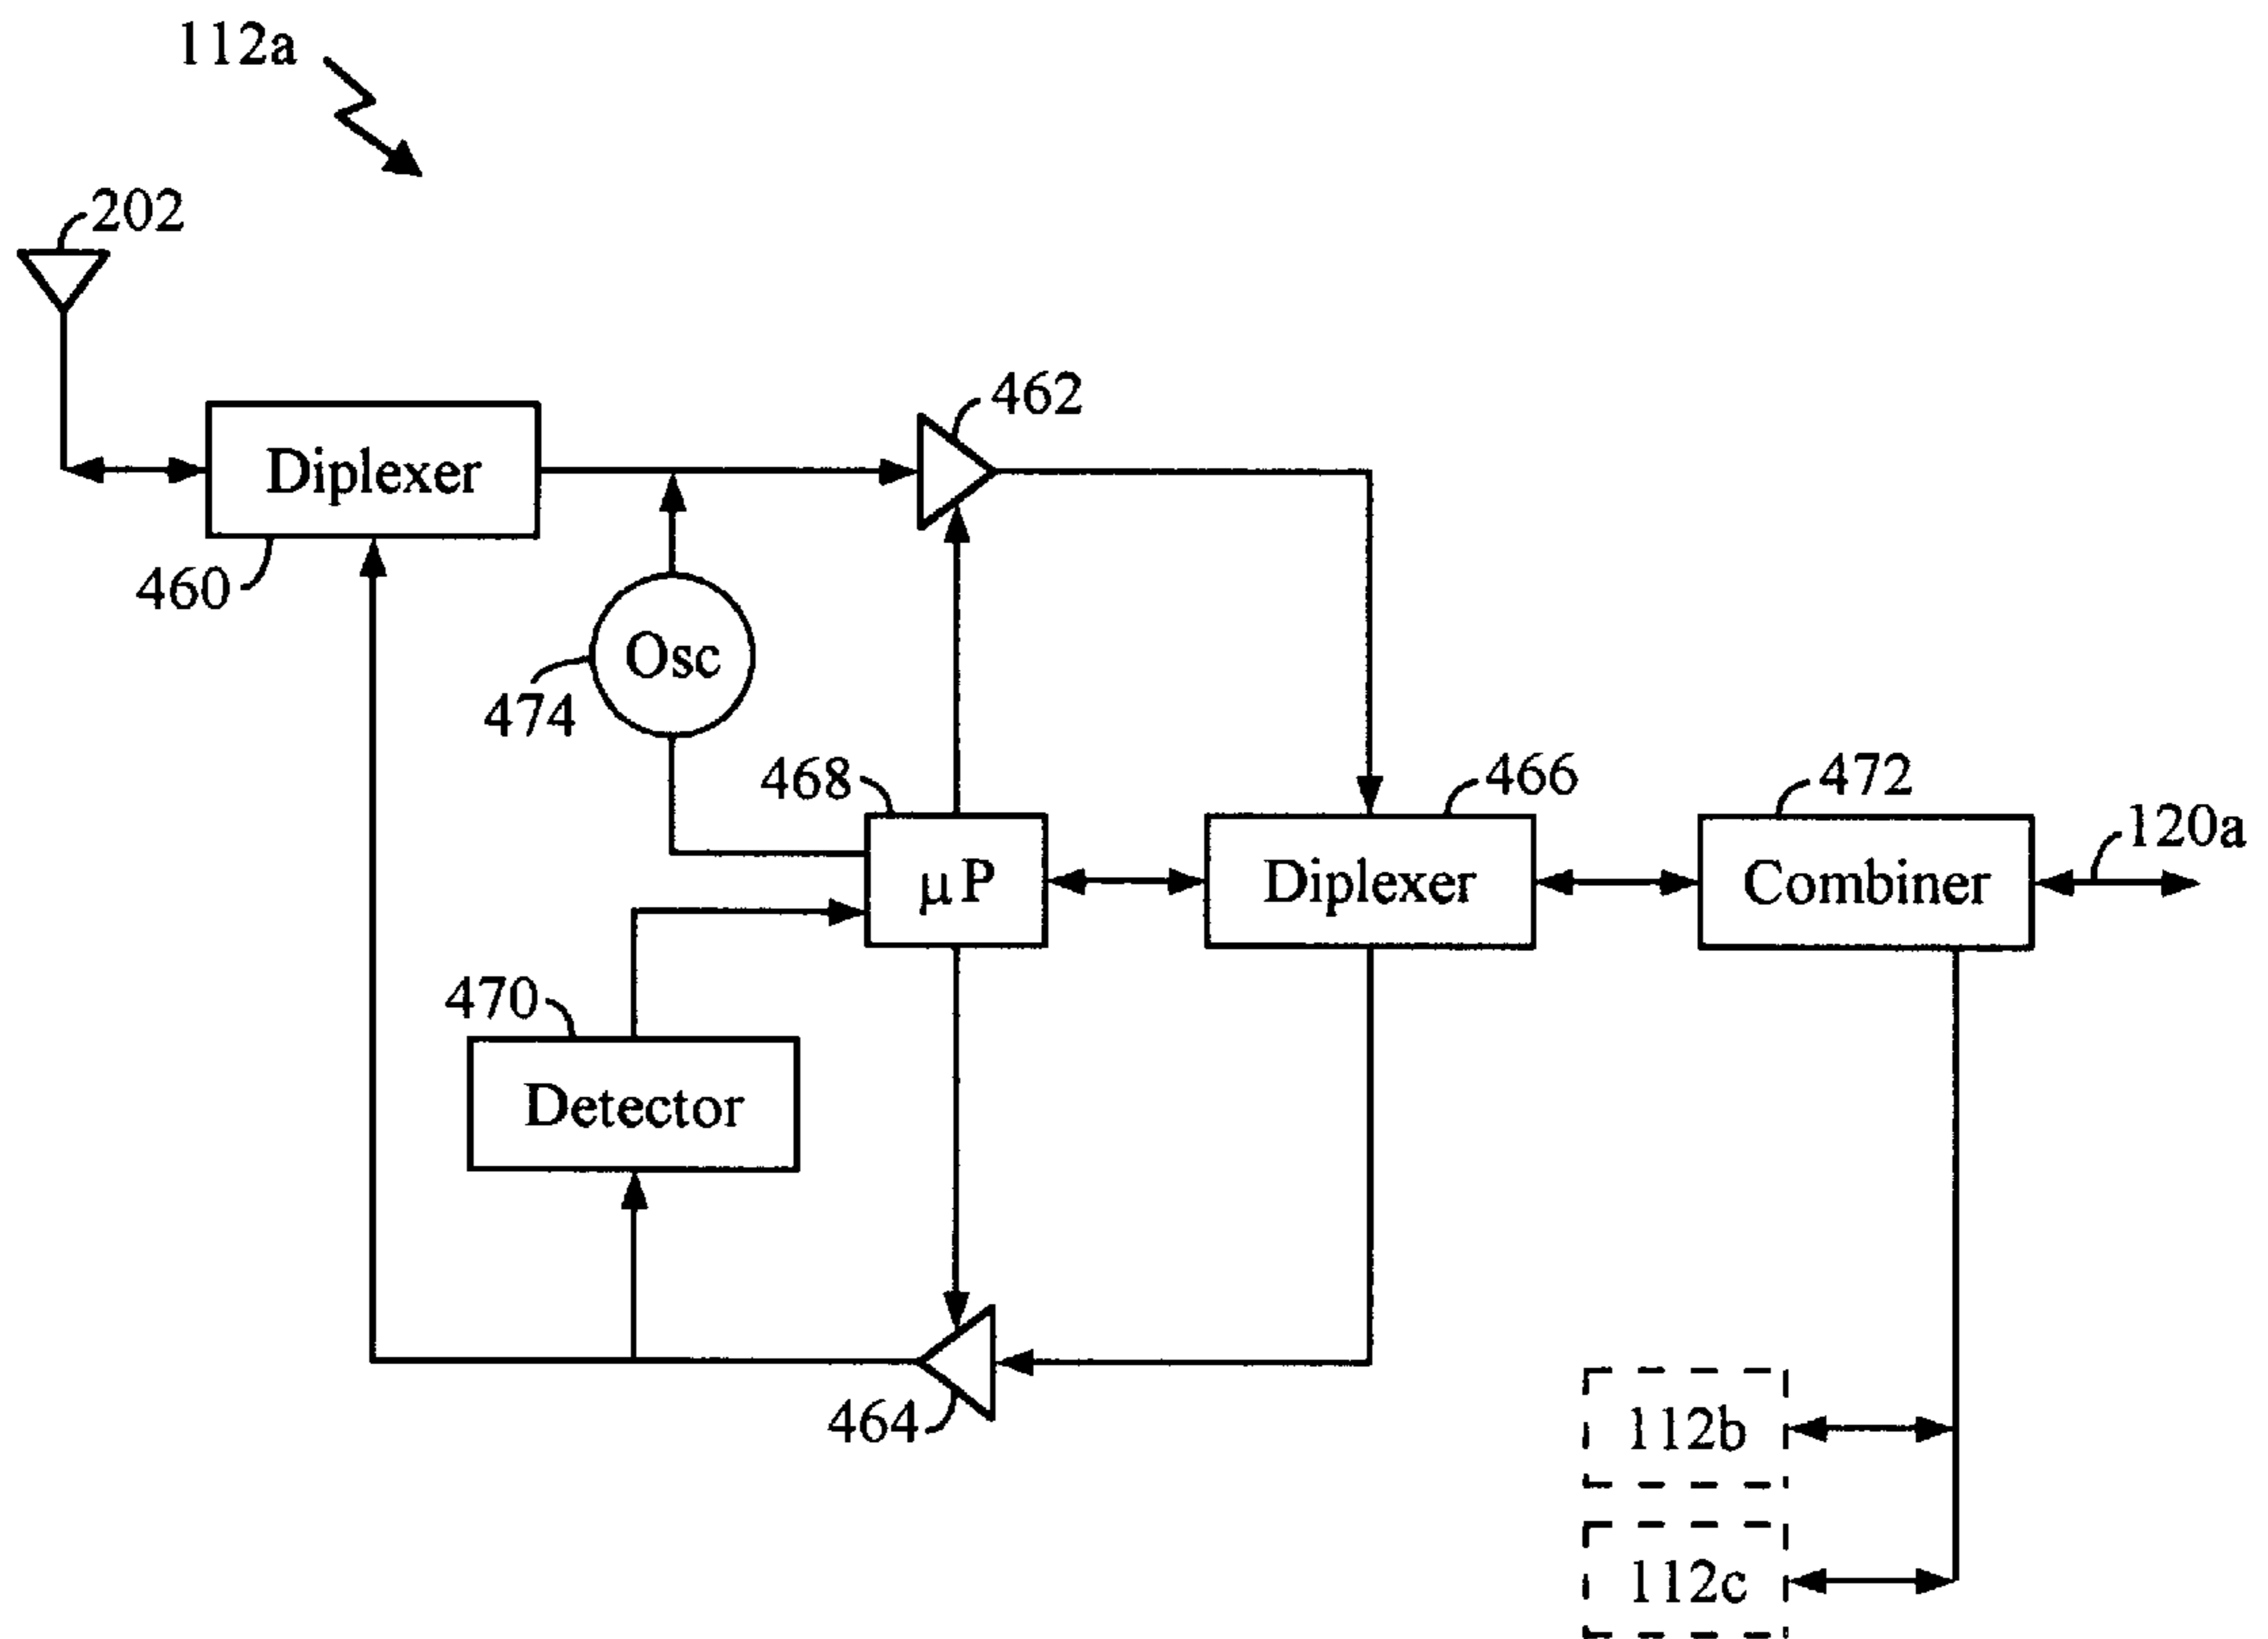 112a
202
462
Diplexer
460
Osc
474
468
466
472
120a
μP
Diplexer
Combiner
470
Detector
464
112b
112c